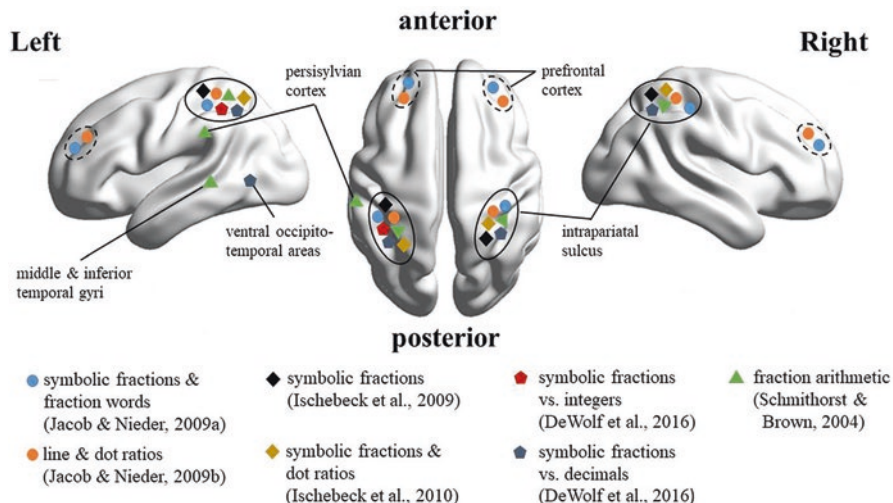 anterior
Left
Right
persisylvian
cortex
prefrontal
cortex
ventral occipito-
temporal areas
intrapariatal
sulcus
middle & inferior
temporal gyri
posterior
symbolic fractions &
fraction words
(Jacob & Nieder, 2009a)
line & dot ratios
(Jacob & Nieder, 2009b)
symbolic fractions
(Ischebeck et al., 2009)
symbolic fractions &
dot ratios
(Ischebeck et al., 2010)
symbolic fractions
vs. integers
(DeWolf et al., 2016)
symbolic fractions
vs. decimals
(DeWolf et al., 2016)
fraction arithmetic
(Schmithorst &
Brown, 2004)